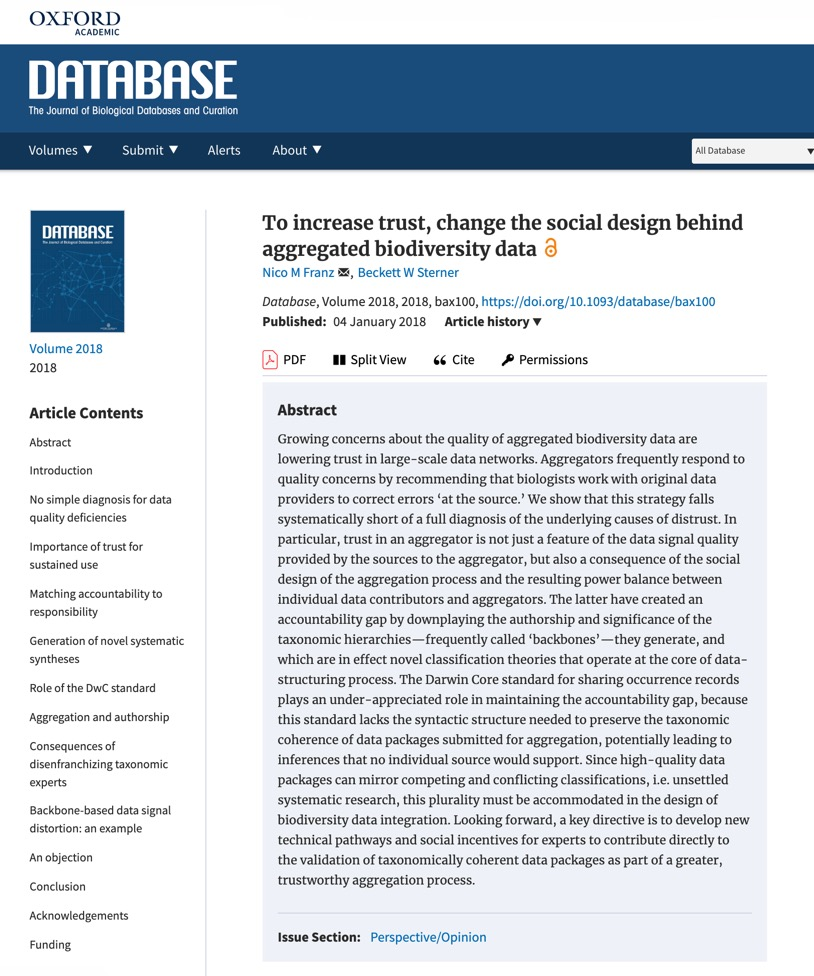 OXFORD
ACADEMIC
DATABASE
The Journal of Biological Databases and Curation
Volumes ▼ Submit ▼ Alerts About ▼ All Database ▼
DATABASE
Volume 2018
2018
Article Contents
Abstract
Introduction
No simple diagnosis for data
quality deficiencies
Importance of trust for
sustained use
Matching accountability to
responsibility
Generation of novel systematic
syntheses
Role of the DwC standard
Aggregation and authorship
Consequences of
disenfranchizing taxonomic
experts
Backbone-based data signal
distortion: an example
An objection
Conclusion
Acknowledgements
Funding
To increase trust, change the social design behind
aggregated biodiversity data
Nico M Franz ✉, Beckett W Sterner
Database, Volume 2018, 2018, bax100, https://doi.org/10.1093/database/bax100
Published: 04 January 2018 Article history ▼
PDF Split View Cite Permissions
Abstract
Growing concerns about the quality of aggregated biodiversity data are
lowering trust in large-scale data networks. Aggregators frequently respond to
quality concerns by recommending that biologists work with original data
providers to correct errors ‘at the source.’ We show that this strategy falls
systematically short of a full diagnosis of the underlying causes of distrust. In
particular, trust in an aggregator is not just a feature of the data signal quality
provided by the sources to the aggregator, but also a consequence of the social
design of the aggregation process and the resulting power balance between
individual data contributors and aggregators. The latter have created an
accountability gap by downplaying the authorship and significance of the
taxonomic hierarchies—frequently called ‘backbones’—they generate, and
which are in effect novel classification theories that operate at the core of data-
structuring process. The Darwin Core standard for sharing occurrence records
plays an under-appreciated role in maintaining the accountability gap, because
this standard lacks the syntactic structure needed to preserve the taxonomic
coherence of data packages submitted for aggregation, potentially leading to
inferences that no individual source would support. Since high-quality data
packages can mirror competing and conflicting classifications, i.e. unsettled
systematic research, this plurality must be accommodated in the design of
biodiversity data integration. Looking forward, a key directive is to develop new
technical pathways and social incentives for experts to contribute directly to
the validation of taxonomically coherent data packages as part of a greater,
trustworthy aggregation process.
Issue Section: Perspective/Opinion